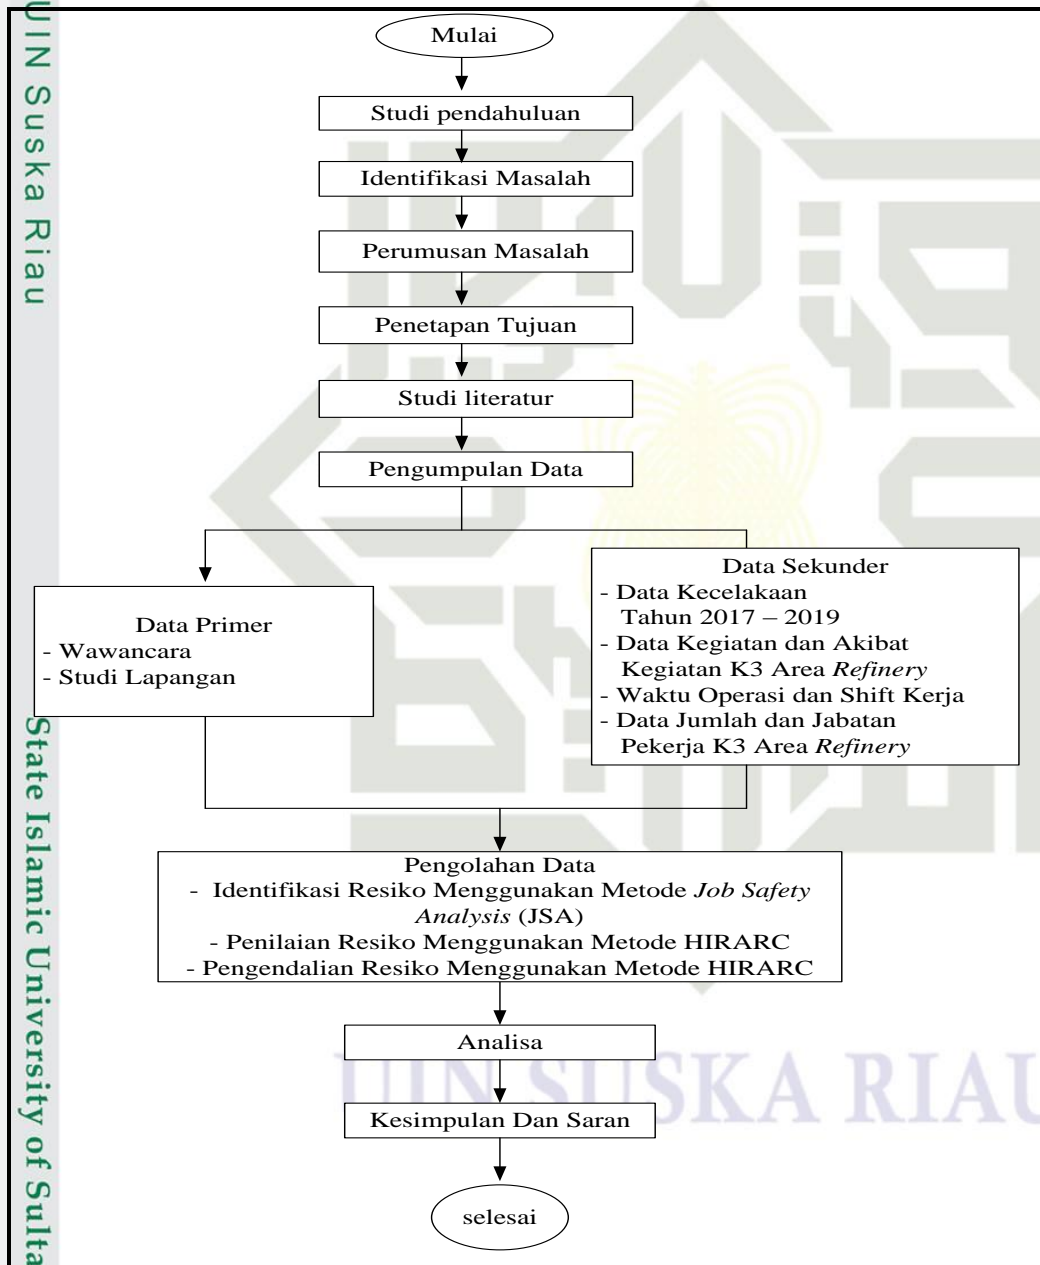 UIN Suska Riau
State Islamic University of Sulta
Mulai
Studi pendahuluan
Identifikasi Masalah
Perumusan Masalah
Penetapan Tujuan
Studi literatur
Pengumpulan Data
Data Primer
- Wawancara
- Studi Lapangan
Data Sekunder
- Data Kecelakaan
Tahun 2017 – 2019
- Data Kegiatan dan Akibat
Kegiatan K3 Area Refinery
- Waktu Operasi dan Shift Kerja
- Data Jumlah dan Jabatan
Pekerja K3 Area Refinery
Pengolahan Data
- Identifikasi Resiko Menggunakan Metode Job Safety
Analysis (JSA)
- Penilaian Resiko Menggunakan Metode HIRARC
- Pengendalian Resiko Menggunakan Metode HIRARC
Analisa
UIN SUSKA RIAU
Kesimpulan Dan Saran
selesai